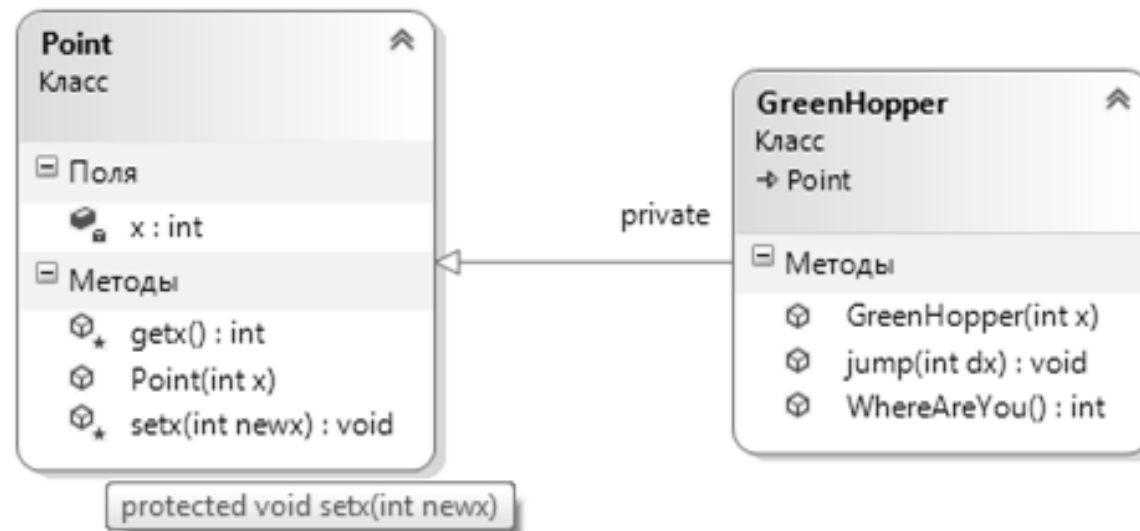 Point
Класс
Поля
x : int
Методы
getx() : int
Point(int x)
setx(int newx) : void
protected void setx(int newx)
private
GreenHopper
Класс
Point
Методы
GreenHopper(int x)
jump(int dx) : void
WhereAreYou() : int